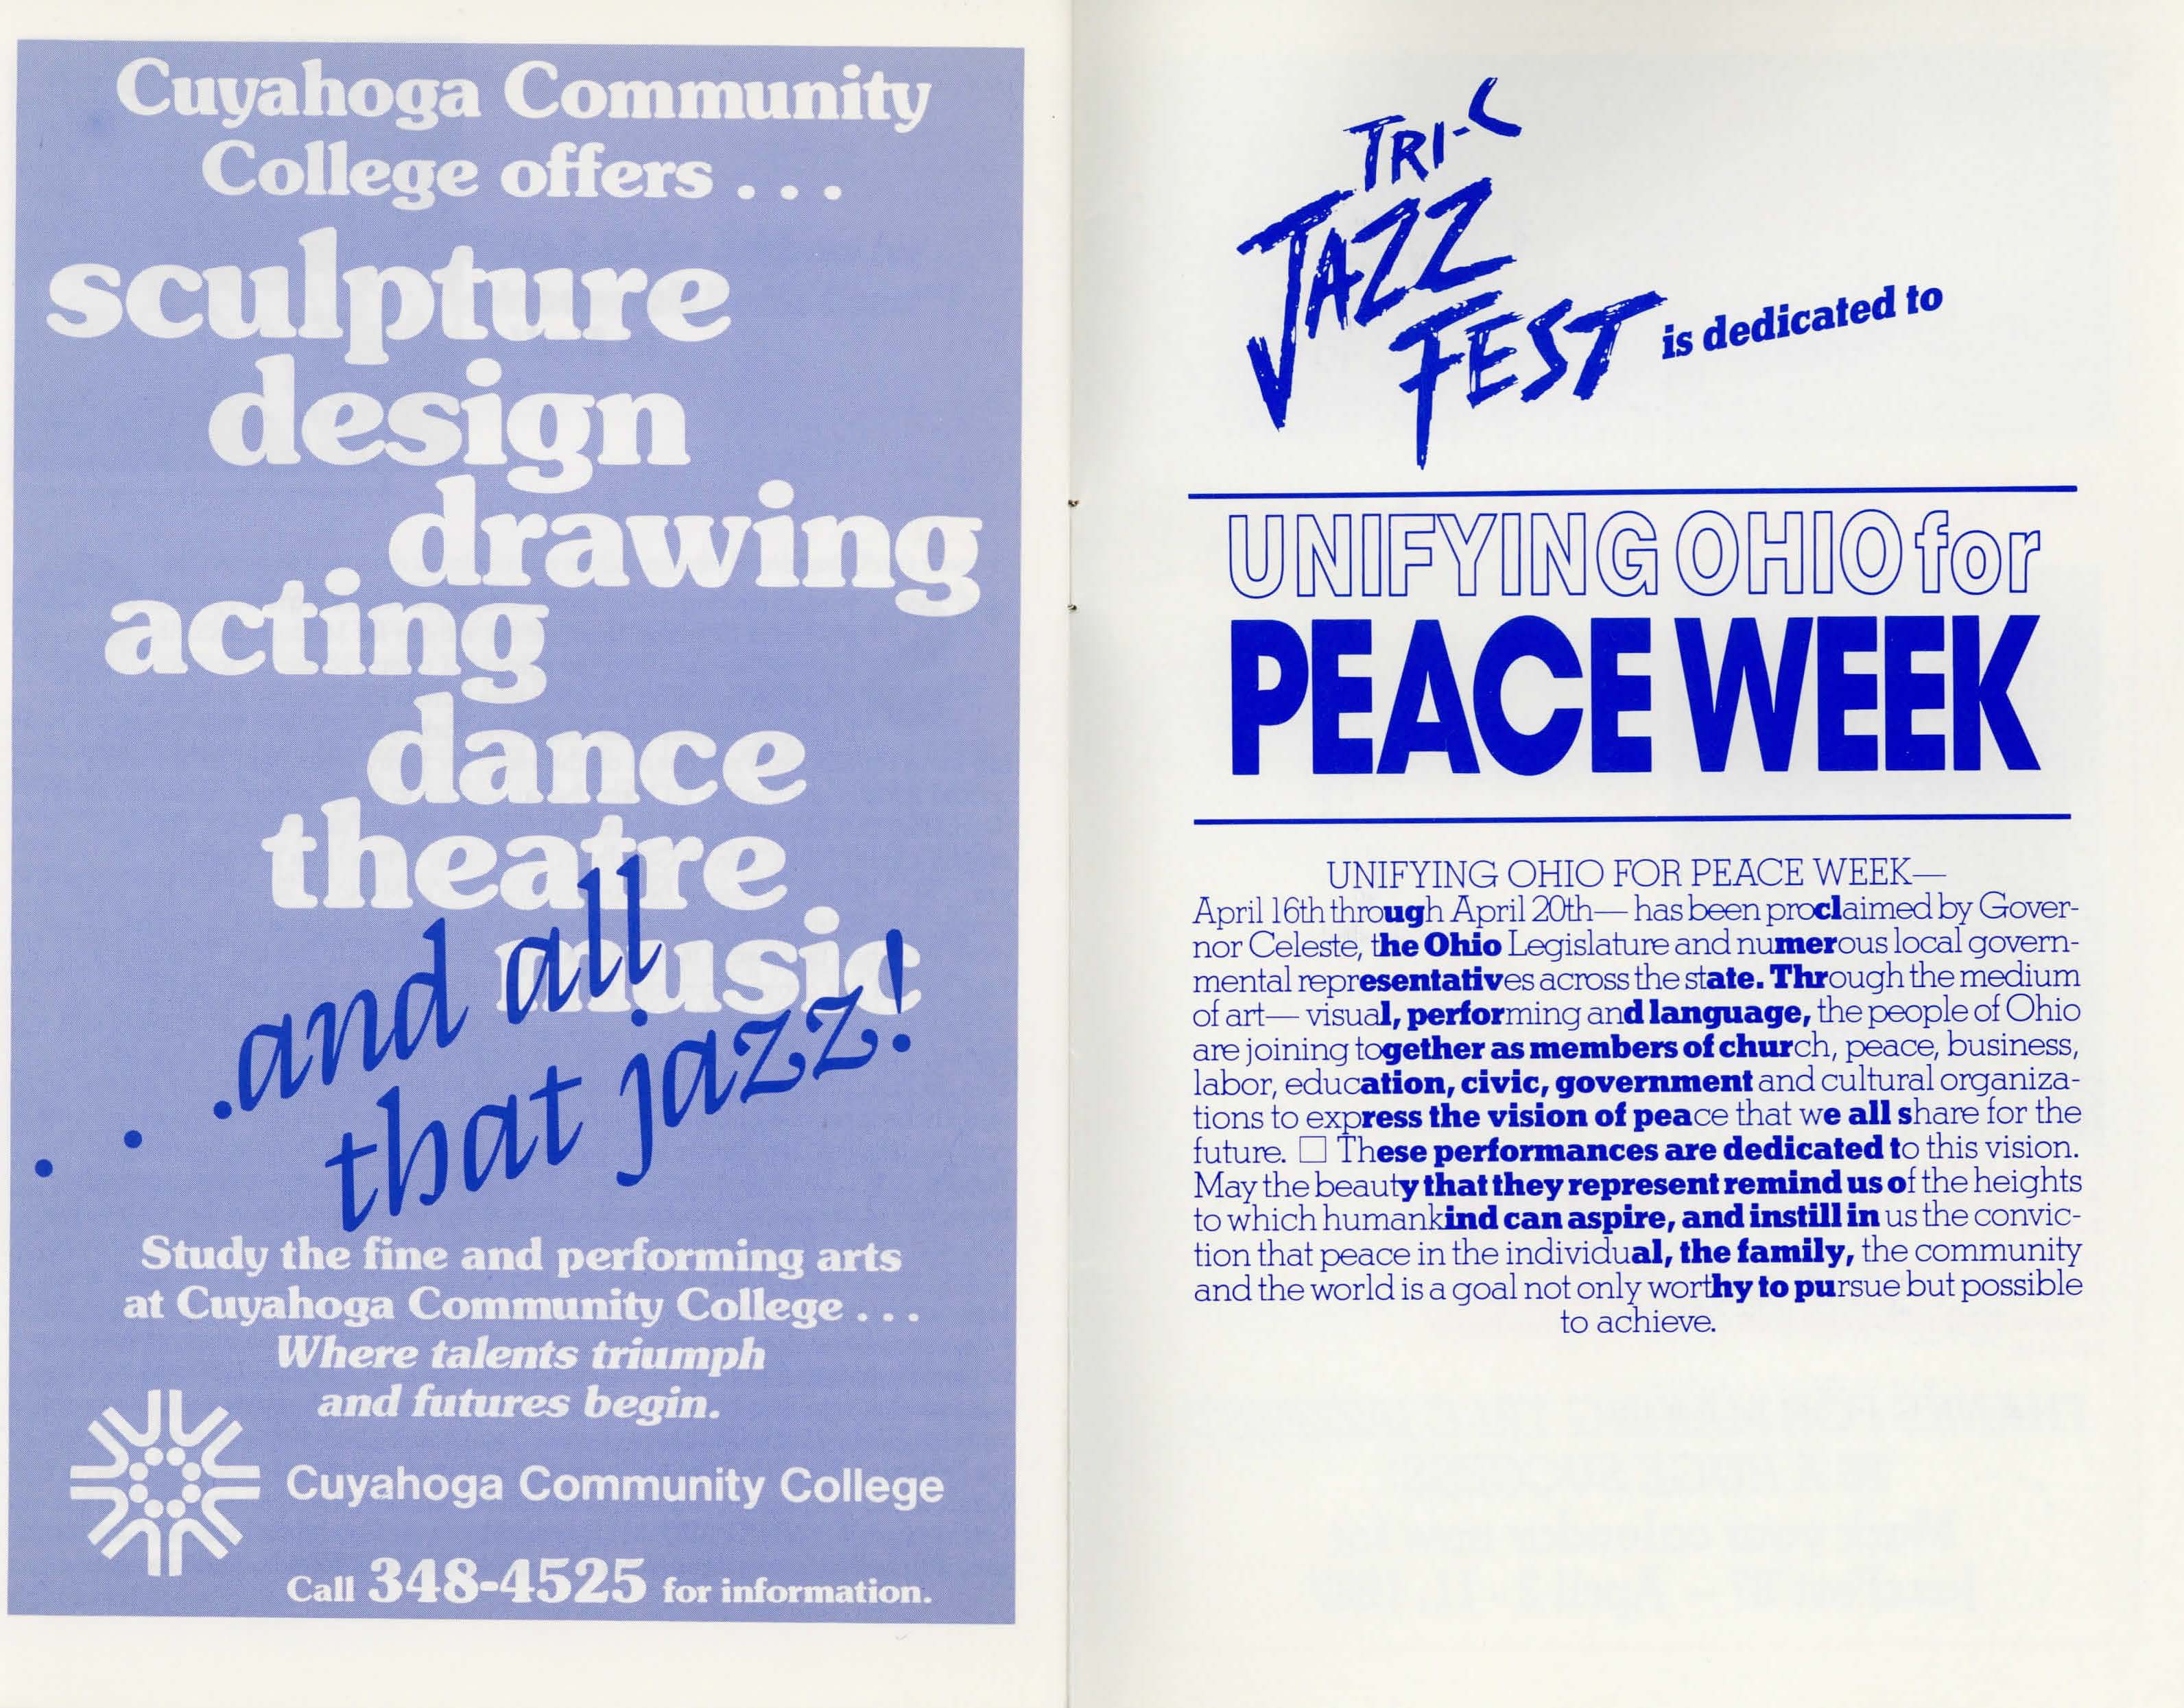 Cuyahoga Community
College offers . . .
sculpture
design
drawing
acting
dance
theatre
music
. . .and all
that jazz!
Study the fine and performing arts
at Cuyahoga Community College . . .
Where talents triumph
and futures begin.
Cuyahoga Community College
Call 348-4525 for information.
TRI-C
JAZZ
FEST is dedicated to
UNIFYING OHIO for
PEACE WEEK
UNIFYING OHIO FOR PEACE WEEK—
April 16th through April 20th— has been proclaimed by Gover-
nor Celeste, the Ohio Legislature and numerous local govern-
mental representatives across the state. Through the medium
of art— visual, performing and language, the people of Ohio
are joining together as members of church, peace, business,
labor, education, civic, government and cultural organiza-
tions to express the vision of peace that we all share for the
future. □ These performances are dedicated to this vision.
May the beauty that they represent remind us of the heights
to which humankind can aspire, and instill in us the convic-
tion that peace in the individual, the family, the community
and the world is a goal not only worthy to pursue but possible
to achieve.